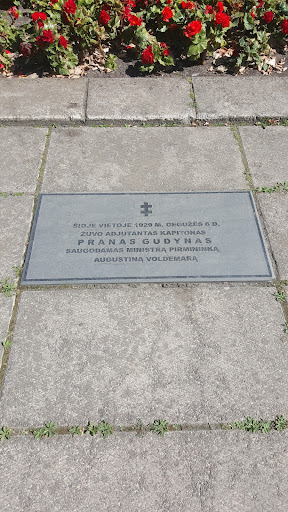 ŠIOJE VIETOJE 1929 M. GEGUŽĖS 6 D.
ŽUVO ADJUTANTAS KAPITONAS
PRANAS GUDYNAS
SAUGODAMAS MINISTRĄ PIRMININKĄ
AUGUSTINĄ VOLDEMARĄ